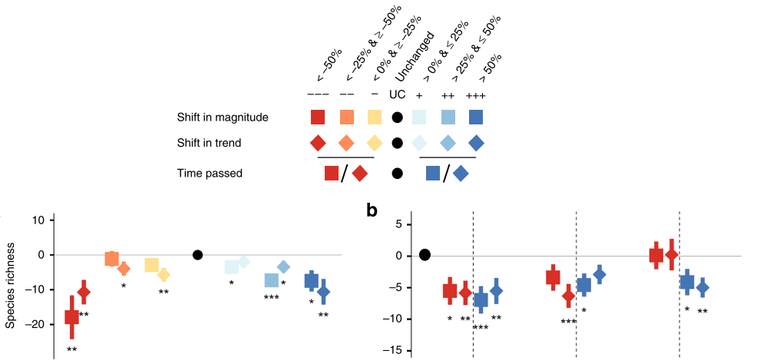 < −50%
< −25% & ≥ −50%
< 0% & ≥ −25%
Unchanged
> 0% & ≤ 25%
> 25% & ≤ 50%
> 50%
−−− −− − UC + ++ +++
Shift in magnitude
Shift in trend
/ /
Time passed
b
Species richness
10
0
−10
−20
** ** * ** * *** * * **
5
0
−5
−10
−15
* ** *** ** *** * * **